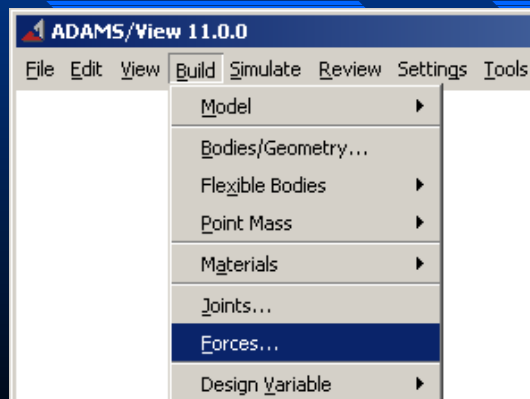 ADAMS/View 11.0.0
File Edit View Build Simulate Review Settings Tools
Model
Bodies/Geometry...
Flexible Bodies
Point Mass
Materials
Joints...
Forces...
Design Variable